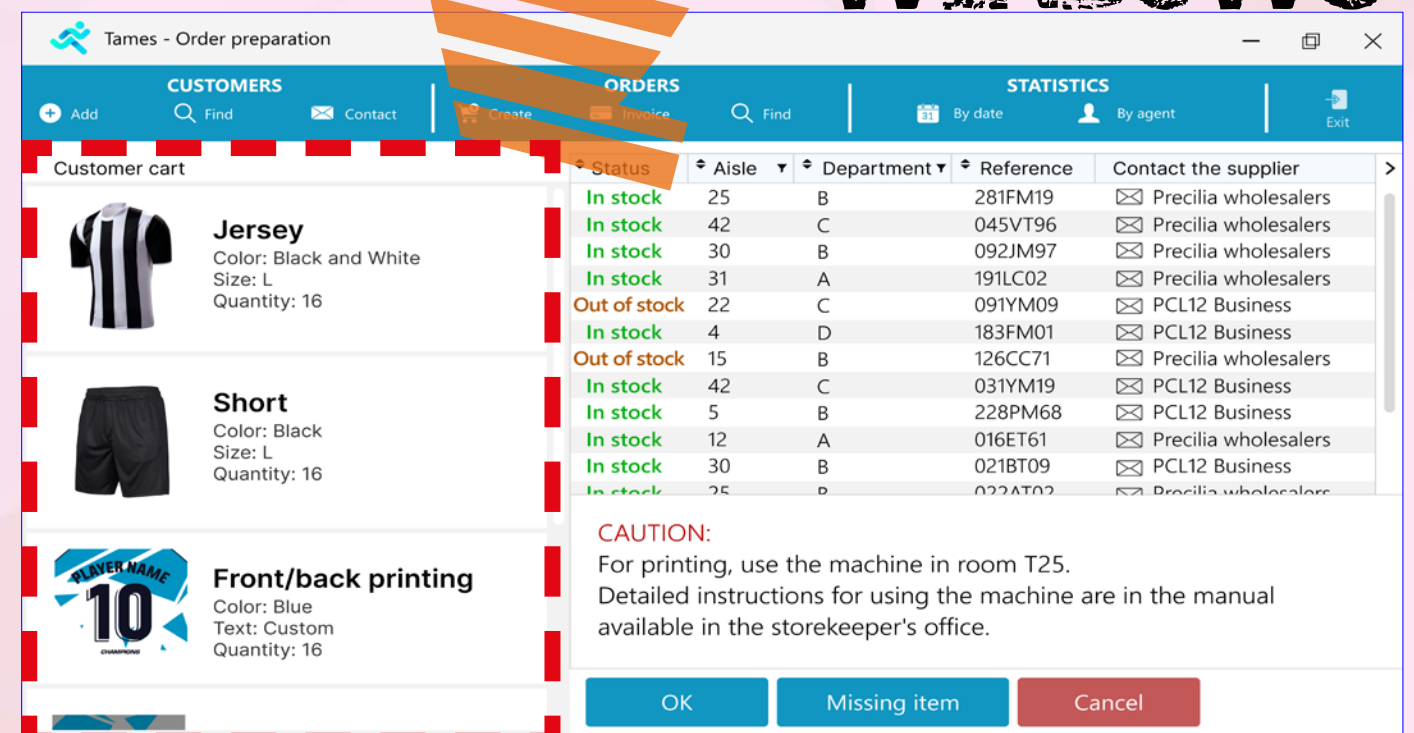 Tames - Order preparation
CUSTOMERS
ORDERS
STATISTICS
Add
Find
Contact
Create
Invoice
Find
31
By date
By agent
Exit
Customer cart
Jersey
Color: Black and White
Size: L
Quantity: 16
Short
Color: Black
Size: L
Quantity: 16
PLAYER NAME
10
CHAMPIONS
Front/back printing
Color: Blue
Text: Custom
Quantity: 16
Status Aisle Department Reference Contact the supplier
In stock 25 B 281FM19 Precilia wholesalers
In stock 42 C 045VT96 Precilia wholesalers
In stock 30 B 092JM97 Precilia wholesalers
In stock 31 A 191LC02 Precilia wholesalers
Out of stock 22 C 091YM09 PCL12 Business
In stock 4 D 183FM01 PCL12 Business
Out of stock 15 B 126CC71 Precilia wholesalers
In stock 42 C 031YM19 PCL12 Business
In stock 5 B 228PM68 PCL12 Business
In stock 12 A 016ET61 Precilia wholesalers
In stock 30 B 021BT09 PCL12 Business
In stock 25 B 022AT02 Precilia wholesalers
CAUTION:
For printing, use the machine in room T25.
Detailed instructions for using the machine are in the manual
available in the storekeeper's office.
OK
Missing item
Cancel